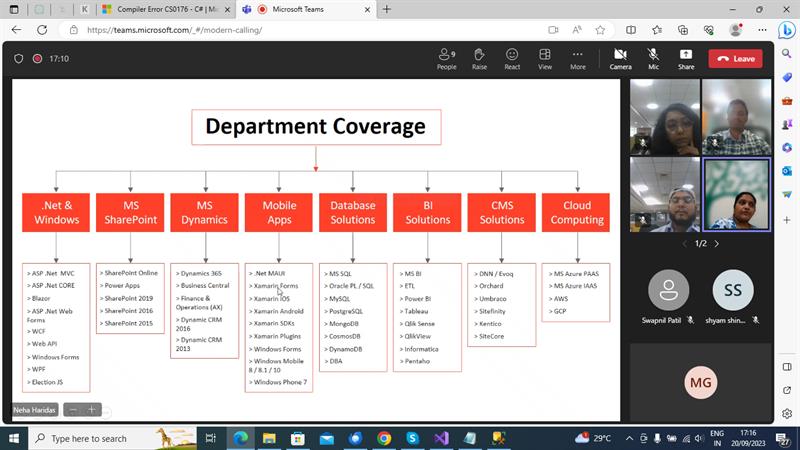 Compiler Error CS0176 - C# | Micr
Microsoft Teams
https://teams.microsoft.com/_#/modern-calling/
17:10
9
People
Raise
React
View
More
Camera
Mic
Share
Leave
Department Coverage
.Net & Windows
MS SharePoint
MS Dynamics
Mobile Apps
Database Solutions
BI Solutions
CMS Solutions
Cloud Computing
> ASP .Net MVC
> ASP .Net CORE
> Blazor
> ASP .Net Web
Forms
> WCF
> Web API
> Windows Forms
> WPF
> Election JS
> SharePoint Online
> Power Apps
> SharePoint 2019
> SharePoint 2016
> SharePoint 2015
> Dynamics 365
> Business Central
> Finance &
Operations (AX)
> Dynamic CRM
2016
> Dynamic CRM
2013
> .Net MAUI
> Xamarin Forms
> Xamarin IOS
> Xamarin Android
> Xamarin SDKs
> Xamarin Plugins
> Windows Forms
> Windows Mobile
8 / 8.1 / 10
> Windows Phone 7
> MS SQL
> Oracle PL / SQL
> MySQL
> PostgreSQL
> MongoDB
> CosmosDB
> DynamoDB
> DBA
> MS BI
> ETL
> Power BI
> Tableau
> Qlik Sense
> QlikView
> Informatica
> Pentaho
> DNN / Evoq
> Orchard
> Umbraco
> Sitefinity
> Kentico
> SiteCore
> MS Azure PAAS
> MS Azure IAAS
> AWS
> GCP
1/2
SS
Swapnil Patil
shyam shin...
MG
Neha Haridas
Type here to search
29°C
ENG
IN
17:16
20/09/2023
27